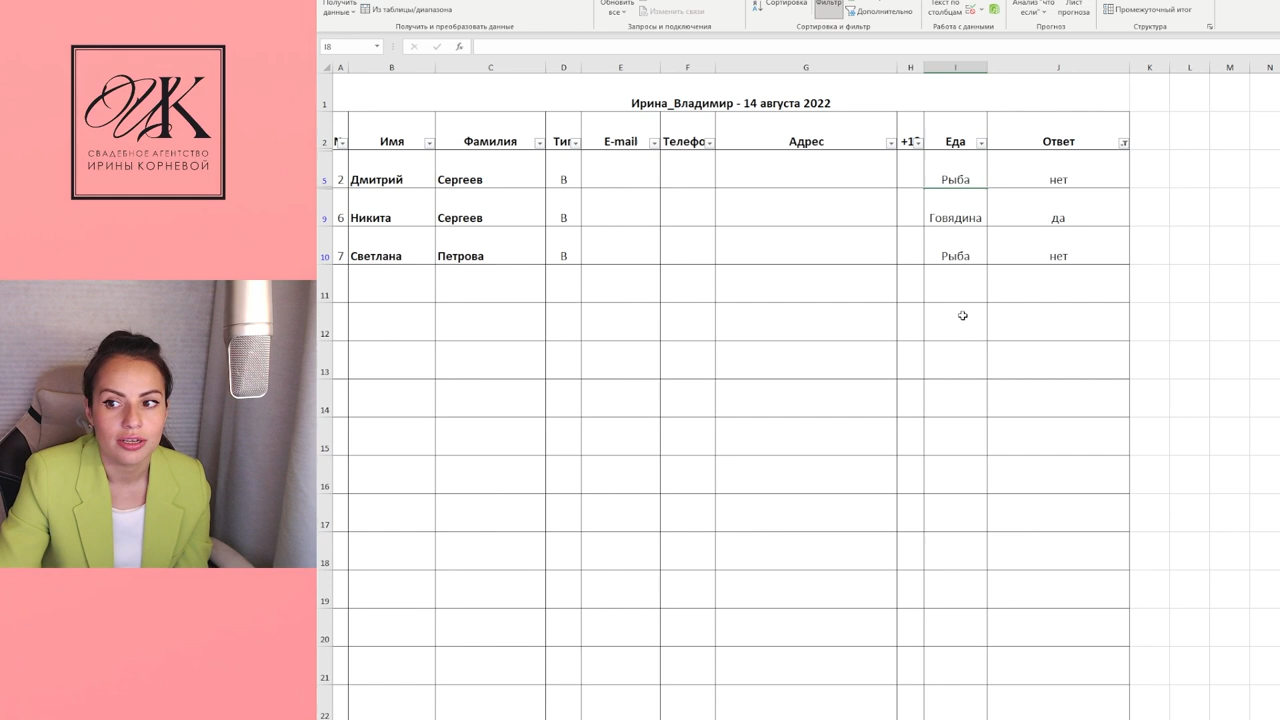 Получить
данные
Из таблицы/диапазона
Обновить
все
Изменить связи
Сортировка
Фильтр
Дополнительно
Текст по
столбцам
Анализ "что
если"
Лист
прогноза
Промежуточный итог
Получить и преобразовать данные
Запросы и подключения
Сортировка и фильтр
Работа с данными
Прогноз
Структура
I8
fx
A B C D E F G H I J K L M N
1 Ирина_Владимир - 14 августа 2022
2 Имя Фамилия Тип E-mail Телефо Адрес +1 Еда Ответ
5 2 Дмитрий Сергеев В Рыба нет
9 6 Никита Сергеев В Говядина да
10 7 Светлана Петрова В Рыба нет
11
12
13
14
15
16
17
18
19
20
21
22
ИК
СВАДЕБНОЕ АГЕНТСТВО
ИРИНЫ КОРНЕВОЙ